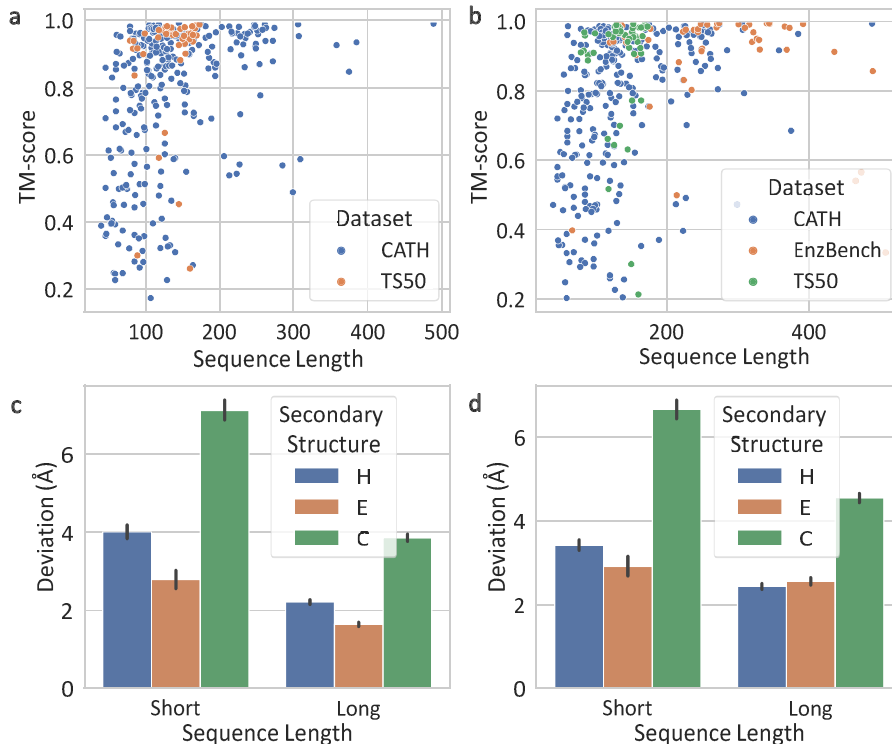 a
TM-score
1.0
0.8
0.6
0.4
0.2
100
200
300
400
500
Sequence Length
Dataset
CATH
TS50
b
TM-score
1.0
0.8
0.6
0.4
0.2
200
400
Sequence Length
Dataset
CATH
EnzBench
TS50
c
Deviation (Å)
6
4
2
0
Short
Long
Sequence Length
Secondary
Structure
H
E
C
d
Deviation (Å)
6
4
2
0
Short
Long
Sequence Length
Secondary
Structure
H
E
C